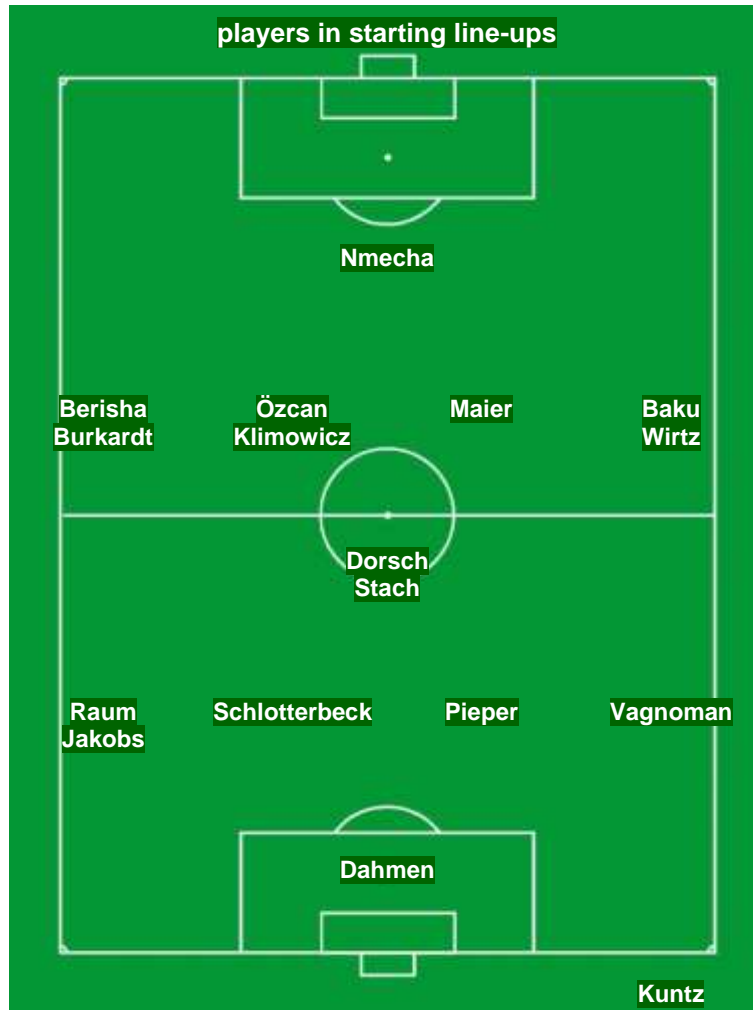 players in starting line-ups
Nmecha
Berisha Özcan Maier Baku
Burkardt Klimowicz Wirtz
Dorsch
Stach
Raum Schlotterbeck Pieper Vagnoman
Jakobs
Dahmen
Kuntz